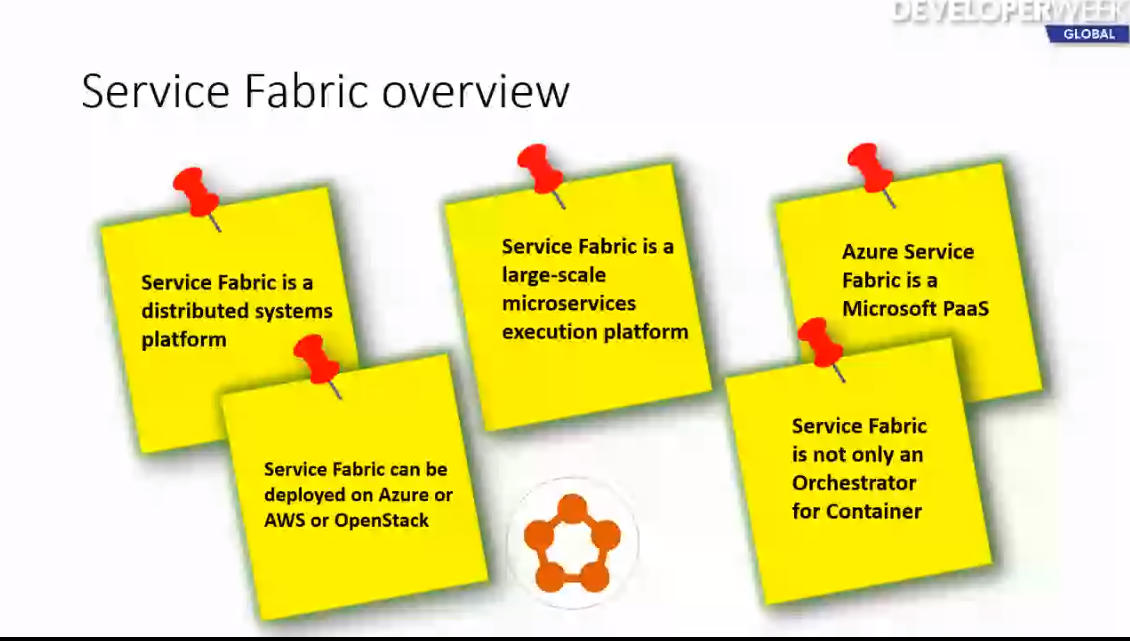 DEVELOPERWEEK
GLOBAL
Service Fabric overview
Service Fabric is a
distributed systems
platform
Service Fabric can be
deployed on Azure or
AWS or OpenStack
Service Fabric is a
large-scale
microservices
execution platform
Azure Service
Fabric is a
Microsoft PaaS
Service Fabric
is not only an
Orchestrator
for Container